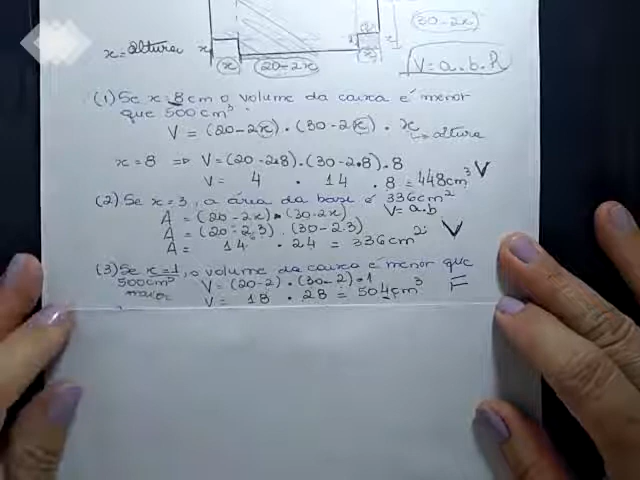 (30-2x)
x = altura x x
(x) (20-2x) (x)
V = a.b.h
(1) Se x=8cm o volume da caixa é menor
que 500cm³.
V = (20-2x).(30-2x).x
↳altura
x=8 ⇒ V=(20-2.8).(30-2.8).8
V= 4 . 14 . 8 = 448cm³ V
(2) Se x=3, a área da base é 336cm²
A = (20-2x).(30-2x) V= a.b
A = (20-2.3).(30-2.3)
A = 14 . 24 = 336cm² V
(3) Se x=1, o volume da caixa é menor que
500cm³ V=(20-2).(30-2).1 F
maior V= 18 . 28 = 504cm³